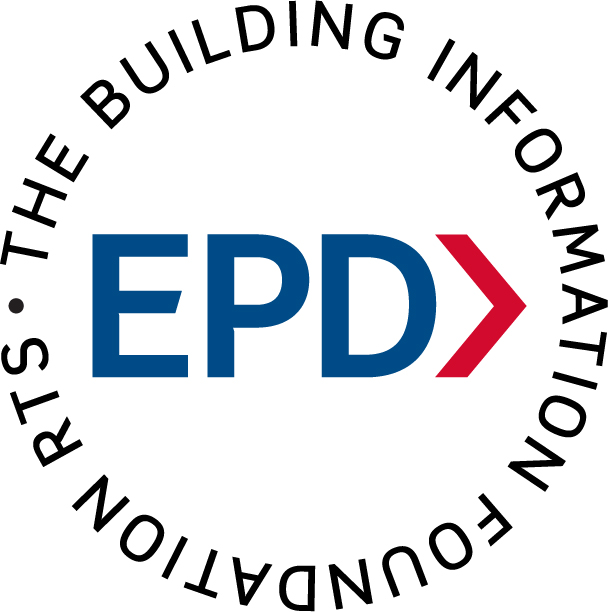 THE BUILDING INFORMATION FOUNDATION RTS •
EPD